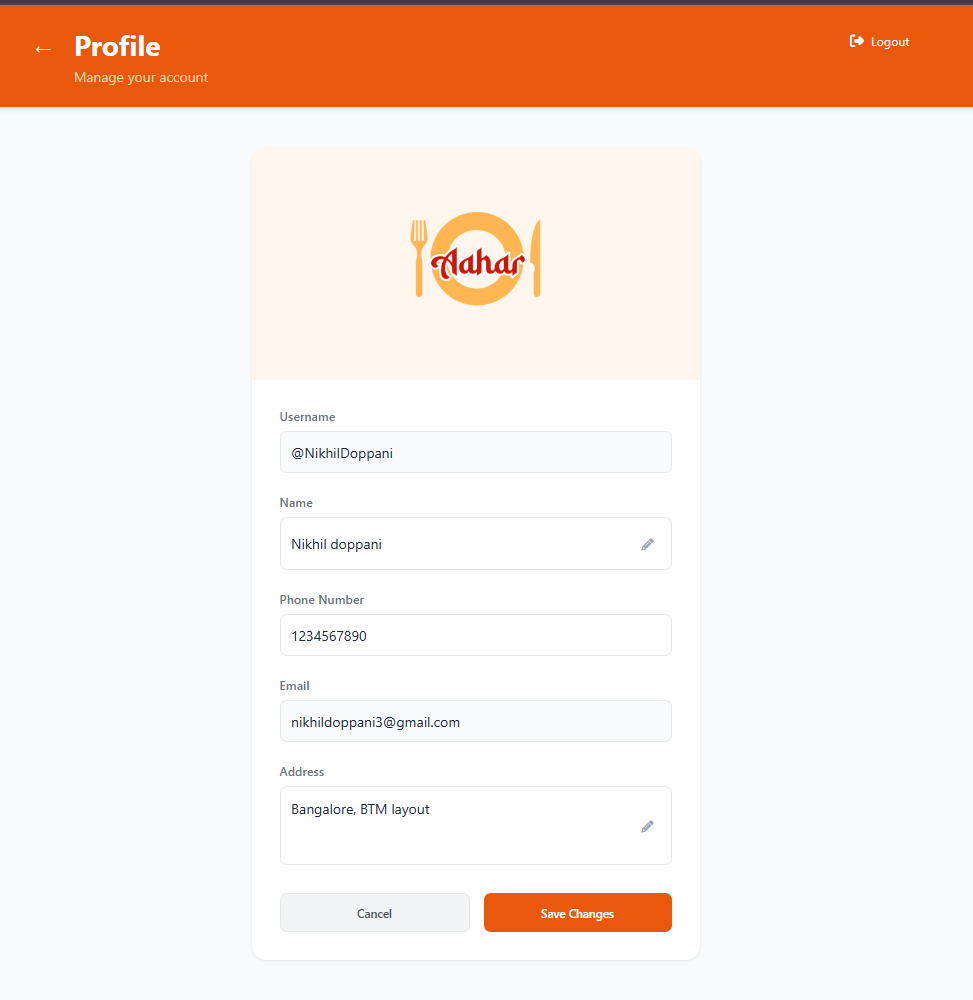 ← Profile
Logout
Manage your account
Aahar
Username
@NikhilDoppani
Name
Nikhil doppani
Phone Number
1234567890
Email
nikhildoppani3@gmail.com
Address
Bangalore, BTM layout
Cancel
Save Changes